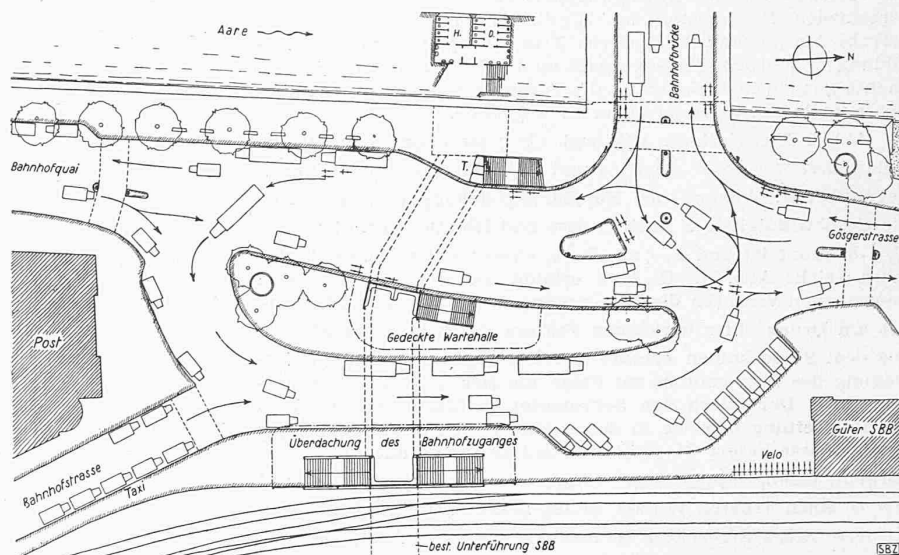 Aare
H. D.
Bahnhofbrücke
Bahnhofquai
T.
Gösgerstrasse
Post
Gedeckte Wartehalle
Güter SBB
Überdachung des Bahnhofzuganges
Velo
Bahnhofstrasse
Taxi
best. Unterführung SBB
SBZ